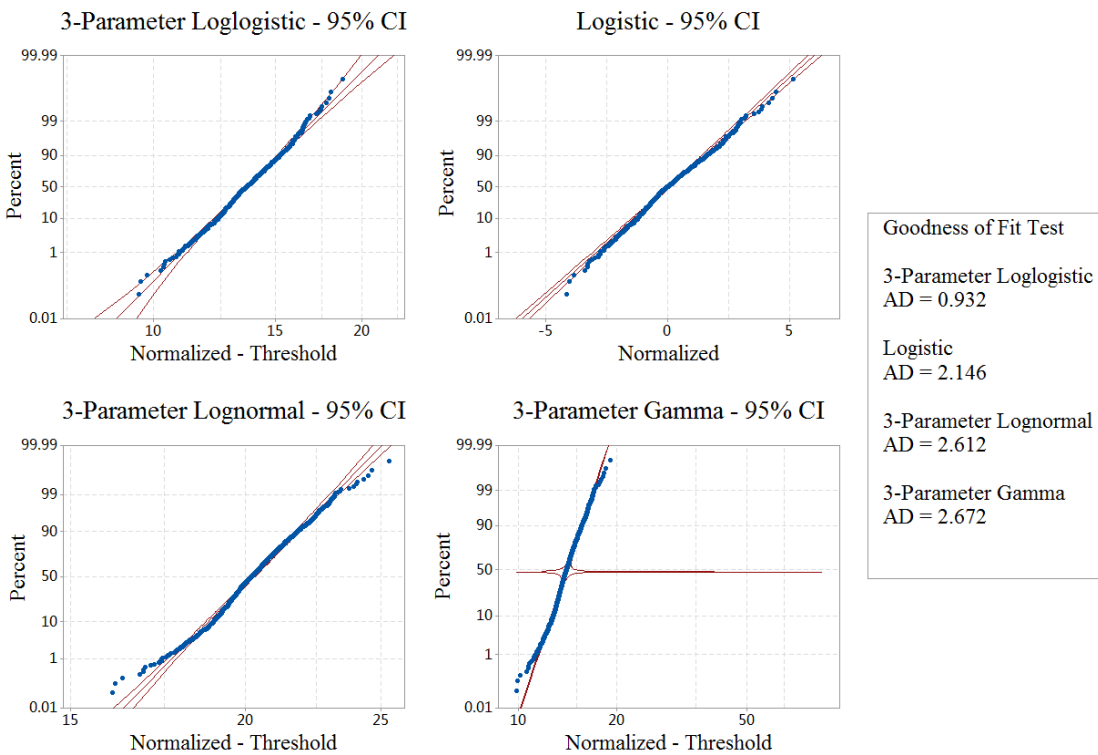 3-Parameter Loglogistic - 95% CI
99.99
99
90
50
10
1
0.01
Percent
10
15
20
Normalized - Threshold
Logistic - 95% CI
99.99
99
90
50
10
1
0.01
Percent
-5
0
5
Normalized
3-Parameter Lognormal - 95% CI
99.99
99
90
50
10
1
0.01
Percent
15
20
25
Normalized - Threshold
3-Parameter Gamma - 95% CI
99.99
99
90
50
10
1
0.01
Percent
10
20
50
Normalized - Threshold
Goodness of Fit Test
3-Parameter Loglogistic
AD = 0.932
Logistic
AD = 2.146
3-Parameter Lognormal
AD = 2.612
3-Parameter Gamma
AD = 2.672